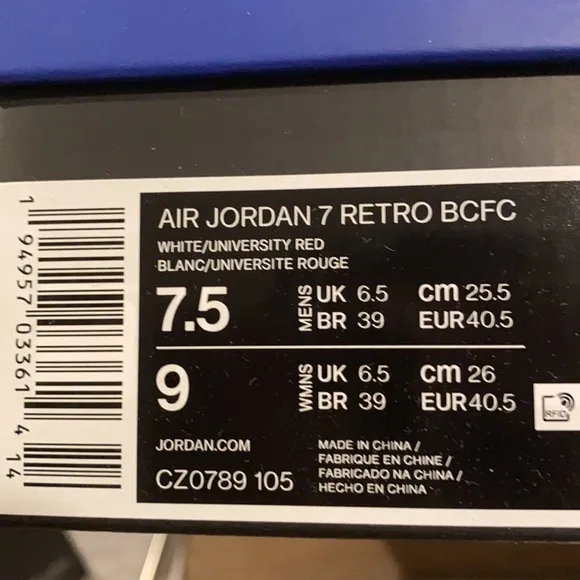 AIR JORDAN 7 RETRO BCFC
WHITE/UNIVERSITY RED
BLANC/UNIVERSITE ROUGE
7.5 MENS UK 6.5 cm 25.5
BR 39 EUR 40.5
9 WMNS UK 6.5 cm 26
BR 39 EUR 40.5
JORDAN.COM
CZ0789 105
MADE IN CHINA /
FABRIQUE EN CHINE /
FABRICADO NA CHINA /
HECHO EN CHINA
RFID
1 94957 03361 4 14